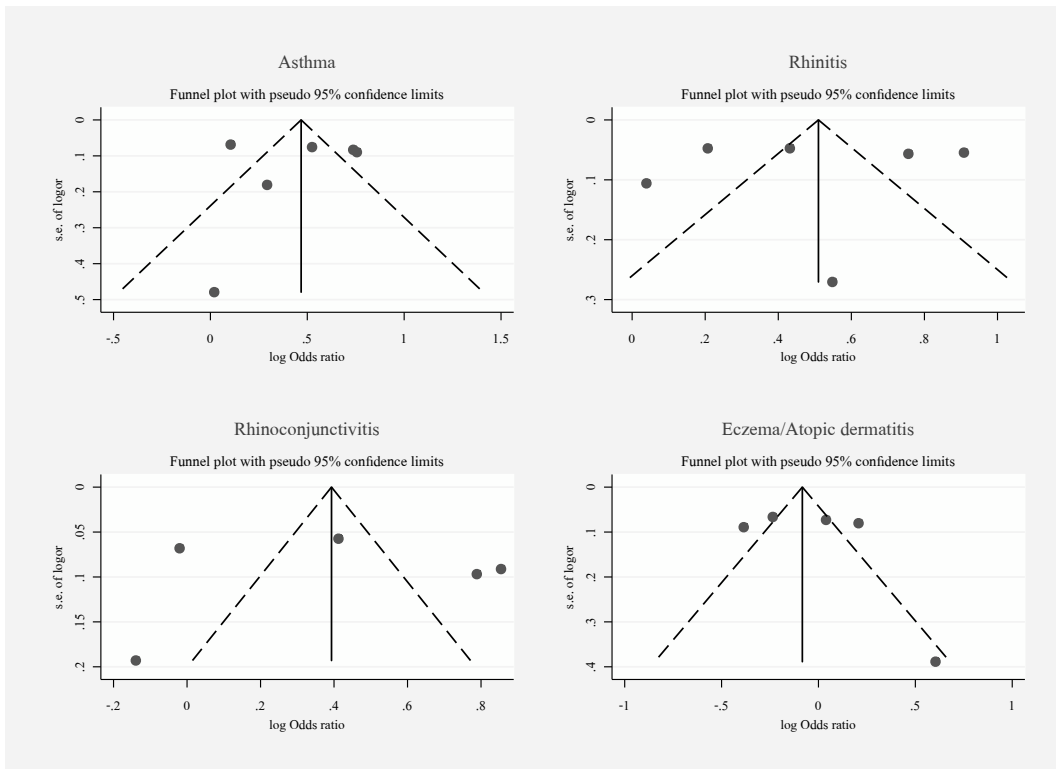 Asthma
Funnel plot with pseudo 95% confidence limits
s.e. of logor
0
.1
.2
.3
.4
.5
-.5
0
.5
1
1.5
log Odds ratio
Rhinitis
Funnel plot with pseudo 95% confidence limits
s.e. of logor
0
.1
.2
.3
0
.2
.4
.6
.8
1
log Odds ratio
Rhinoconjunctivitis
Funnel plot with pseudo 95% confidence limits
s.e. of logor
0
.05
.1
.15
.2
-.2
0
.2
.4
.6
.8
log Odds ratio
Eczema/Atopic dermatitis
Funnel plot with pseudo 95% confidence limits
s.e. of logor
0
.1
.2
.3
.4
-1
-.5
0
.5
1
log Odds ratio